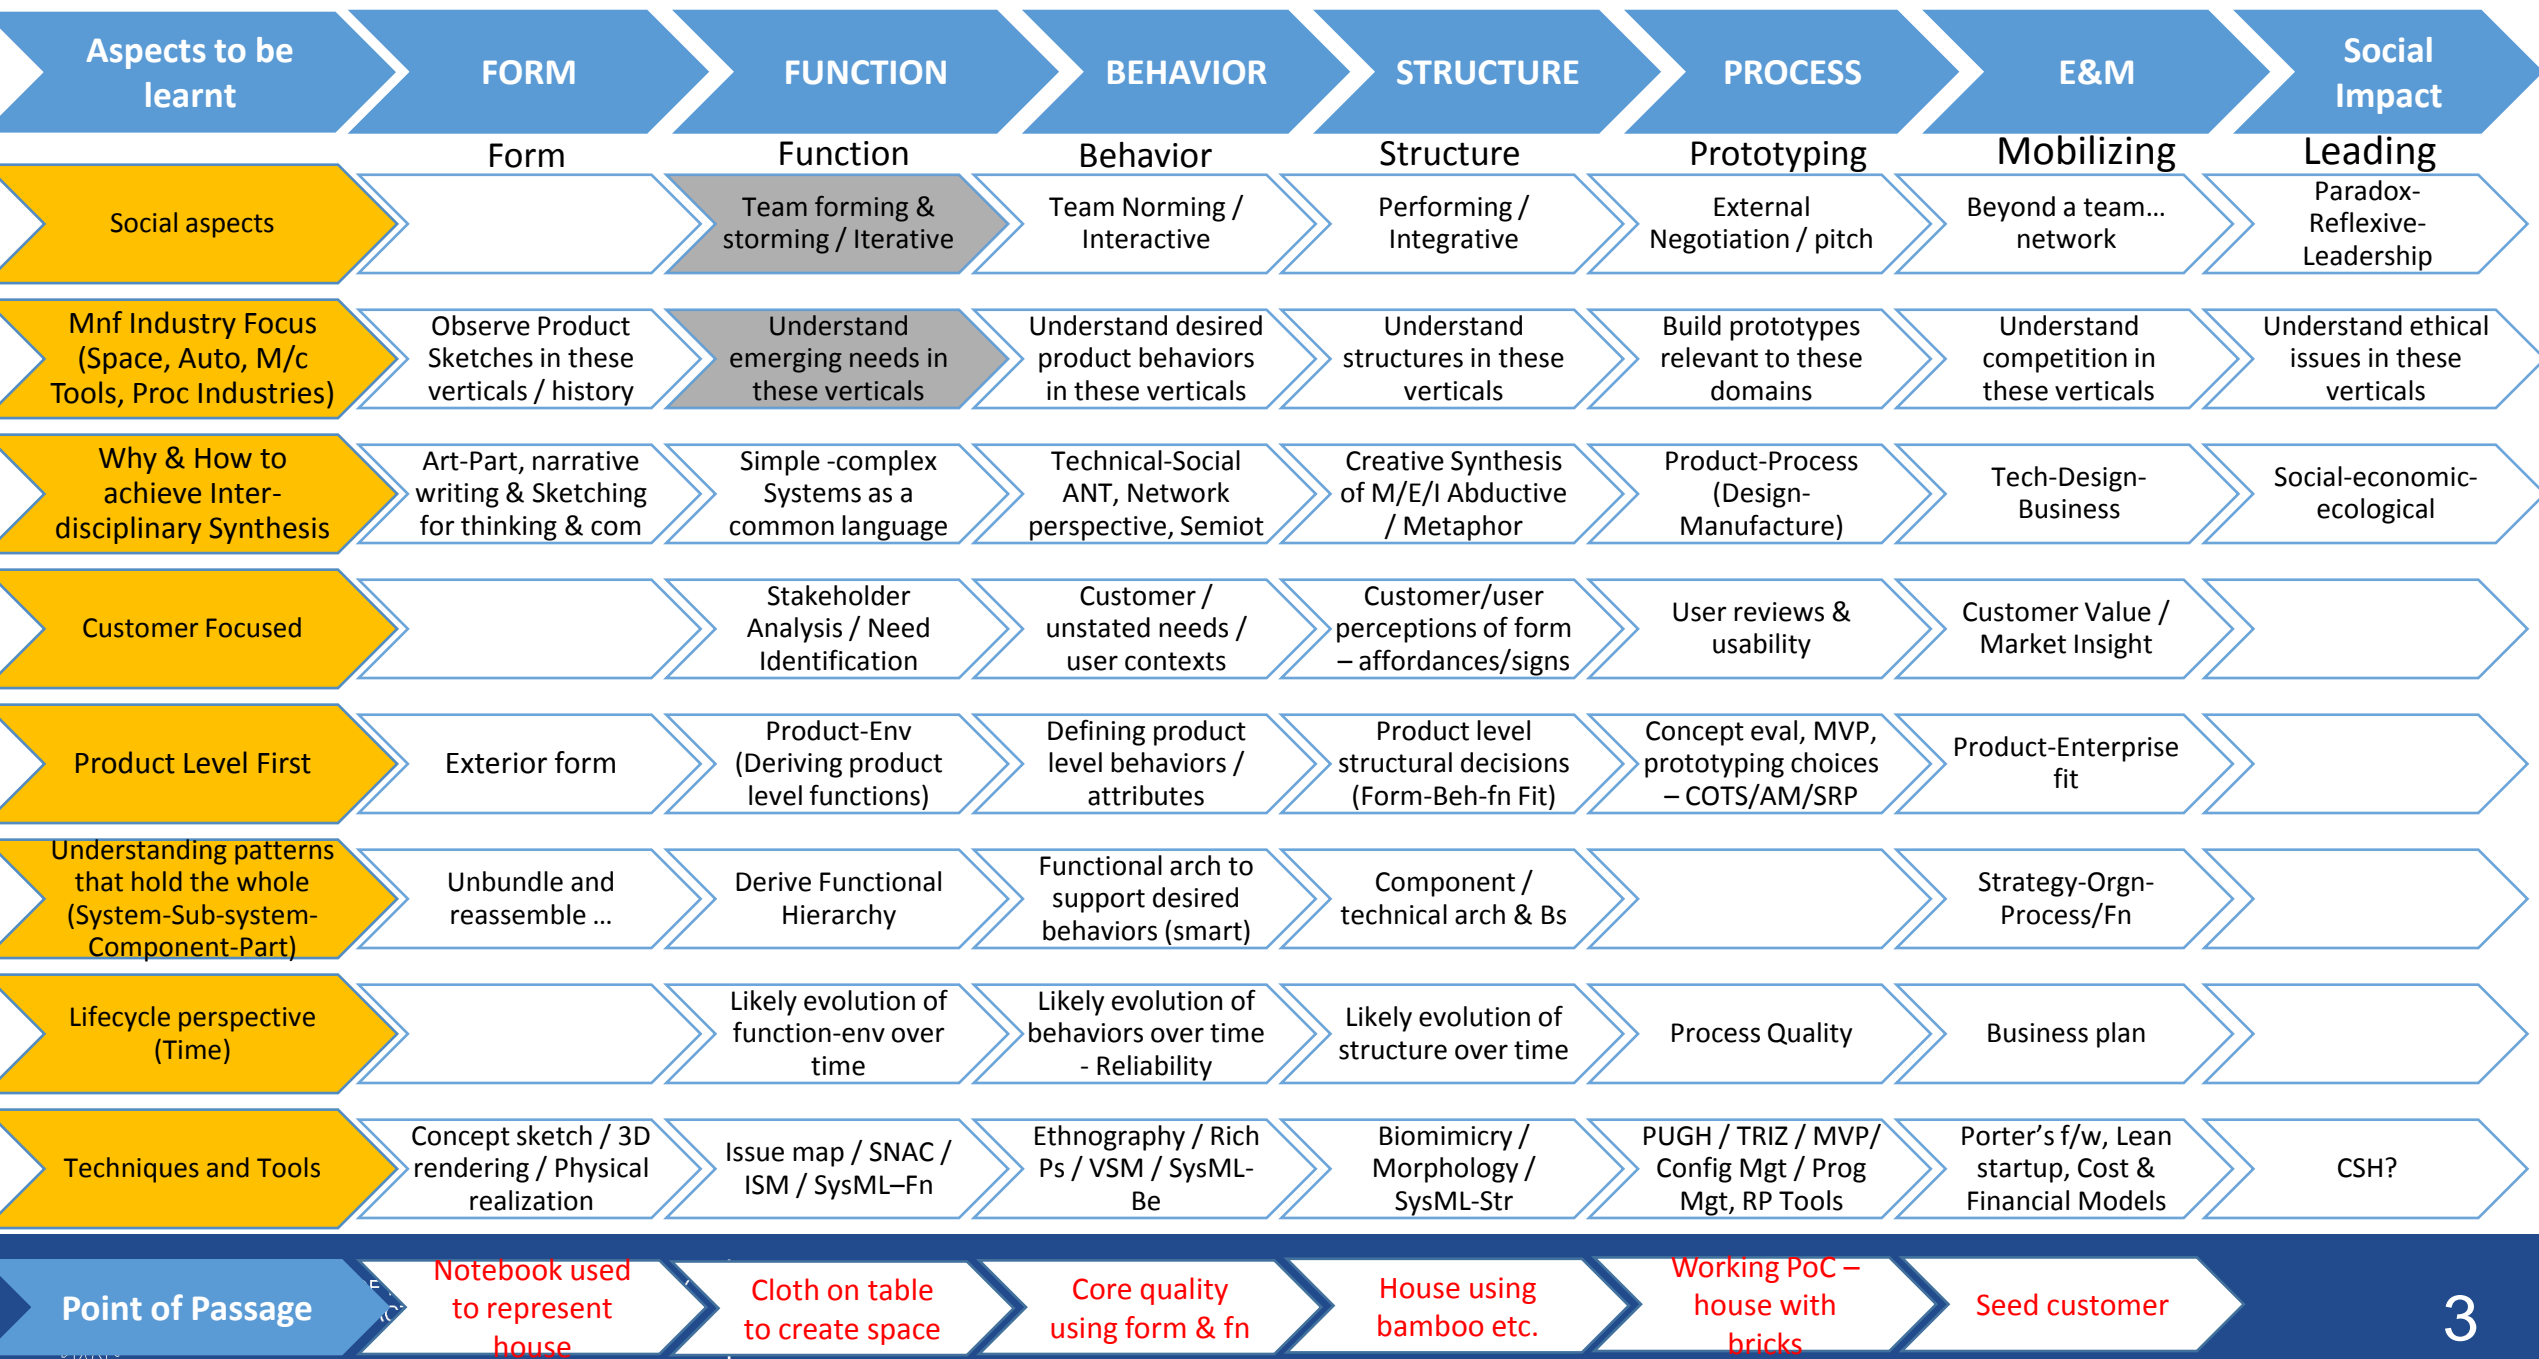 Aspects to be
learnt
FORM
FUNCTION
BEHAVIOR
STRUCTURE
PROCESS
E&M
Social
Impact
Form
Function
Behavior
Structure
Prototyping
Mobilizing
Leading
Social aspects
Team forming &
storming / Iterative
Team Norming /
Interactive
Performing /
Integrative
External
Negotiation / pitch
Beyond a team...
network
Paradox-
Reflexive-
Leadership
Mnf Industry Focus
(Space, Auto, M/c
Tools, Proc Industries)
Observe Product
Sketches in these
verticals / history
Understand
emerging needs in
these verticals
Understand desired
product behaviors
in these verticals
Understand
structures in these
verticals
Build prototypes
relevant to these
domains
Understand
competition in
these verticals
Understand ethical
issues in these
verticals
Why & How to
achieve Inter-
disciplinary Synthesis
Art-Part, narrative
writing & Sketching
for thinking & com
Simple -complex
Systems as a
common language
Technical-Social
ANT, Network
perspective, Semiot
Creative Synthesis
of M/E/I Abductive
/ Metaphor
Product-Process
(Design-
Manufacture)
Tech-Design-
Business
Social-economic-
ecological
Customer Focused
Stakeholder
Analysis / Need
Identification
Customer /
unstated needs /
user contexts
Customer/user
perceptions of form
– affordances/signs
User reviews &
usability
Customer Value /
Market Insight
Product Level First
Exterior form
Product-Env
(Deriving product
level functions)
Defining product
level behaviors /
attributes
Product level
structural decisions
(Form-Beh-fn Fit)
Concept eval, MVP,
prototyping choices
– COTS/AM/SRP
Product-Enterprise
fit
Understanding patterns
that hold the whole
(System-Sub-system-
Component-Part)
Unbundle and
reassemble ...
Derive Functional
Hierarchy
Functional arch to
support desired
behaviors (smart)
Component /
technical arch & Bs
Strategy-Orgn-
Process/Fn
Lifecycle perspective
(Time)
Likely evolution of
function-env over
time
Likely evolution of
behaviors over time
- Reliability
Likely evolution of
structure over time
Process Quality
Business plan
Techniques and Tools
Concept sketch / 3D
rendering / Physical
realization
Issue map / SNAC /
ISM / SysML–Fn
Ethnography / Rich
Ps / VSM / SysML-
Be
Biomimicry /
Morphology /
SysML-Str
PUGH / TRIZ / MVP/
Config Mgt / Prog
Mgt, RP Tools
Porter's f/w, Lean
startup, Cost &
Financial Models
CSH?
Point of Passage
Notebook used
to represent
house
Cloth on table
to create space
Core quality
using form & fn
House using
bamboo etc.
Working PoC –
house with
bricks
Seed customer
3